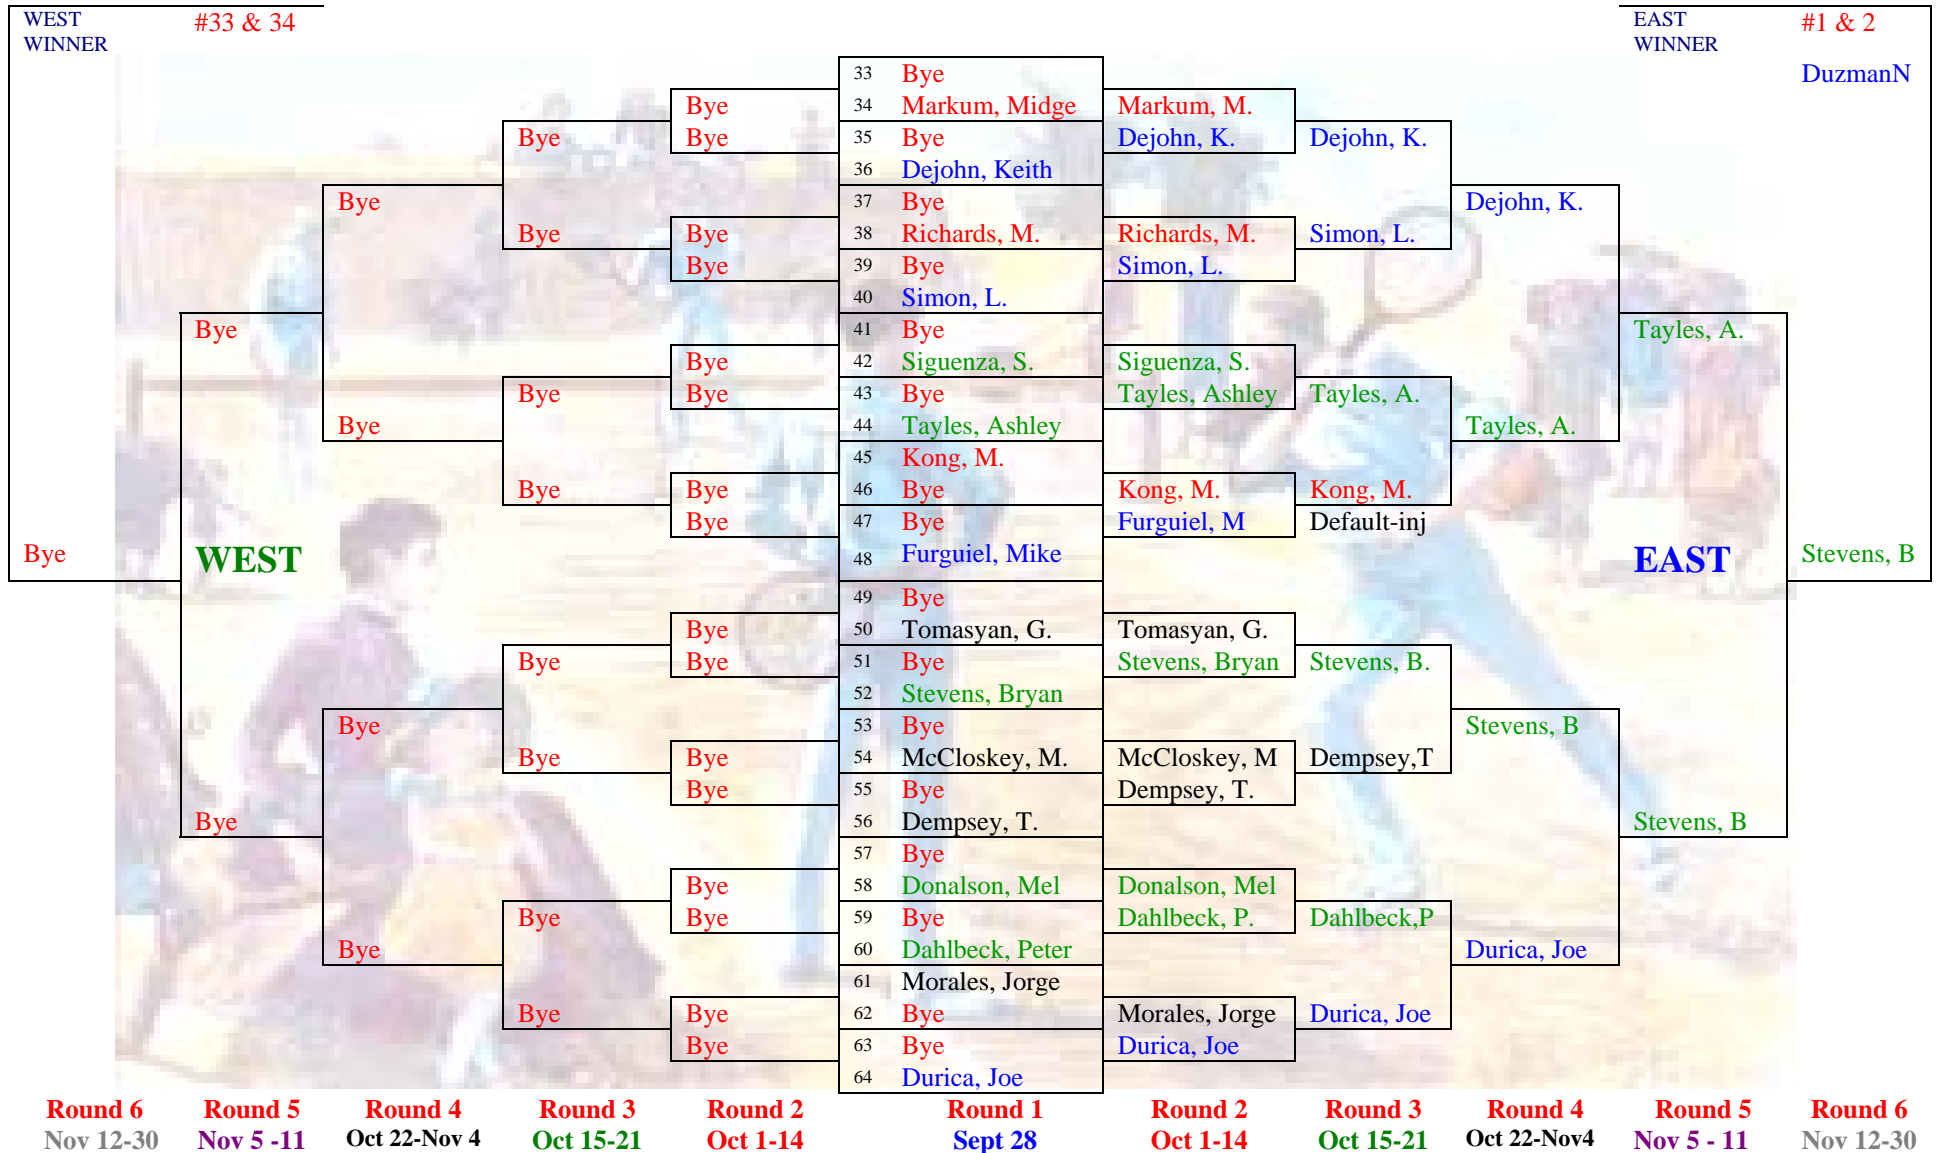 WEST WINNER #33 & 34 EAST WINNER #1 & 2
DuzmanN
33 Bye
Bye 34 Markum, Midge Markum, M.
Bye Bye 35 Bye Dejohn, K. Dejohn, K.
36 Dejohn, Keith
Bye 37 Bye Dejohn, K.
Bye Bye 38 Richards, M. Richards, M. Simon, L.
Bye 39 Bye Simon, L.
40 Simon, L.
Bye 41 Bye Tayles, A.
Bye 42 Siguenza, S. Siguenza, S.
Bye Bye 43 Bye Tayles, Ashley Tayles, A.
Bye 44 Tayles, Ashley Tayles, A.
45 Kong, M.
Bye Bye 46 Bye Kong, M. Kong, M.
Bye 47 Bye Furguiel, M Default-inj
Bye WEST 48 Furguiel, Mike EAST Stevens, B
49 Bye
Bye 50 Tomasyan, G. Tomasyan, G.
Bye Bye 51 Bye Stevens, Bryan Stevens, B.
52 Stevens, Bryan
Bye 53 Bye Stevens, B
Bye Bye 54 McCloskey, M. McCloskey, M Dempsey,T
Bye 55 Bye Dempsey, T.
Bye 56 Dempsey, T. Stevens, B
57 Bye
Bye 58 Donalson, Mel Donalson, Mel
Bye Bye 59 Bye Dahlbeck, P. Dahlbeck,P
Bye 60 Dahlbeck, Peter Durica, Joe
61 Morales, Jorge
Bye Bye 62 Bye Morales, Jorge Durica, Joe
Bye 63 Bye Durica, Joe
64 Durica, Joe
Round 6 Round 5 Round 4 Round 3 Round 2 Round 1 Round 2 Round 3 Round 4 Round 5 Round 6
Nov 12-30 Nov 5 -11 Oct 22-Nov 4 Oct 15-21 Oct 1-14 Sept 28 Oct 1-14 Oct 15-21 Oct 22-Nov4 Nov 5 - 11 Nov 12-30